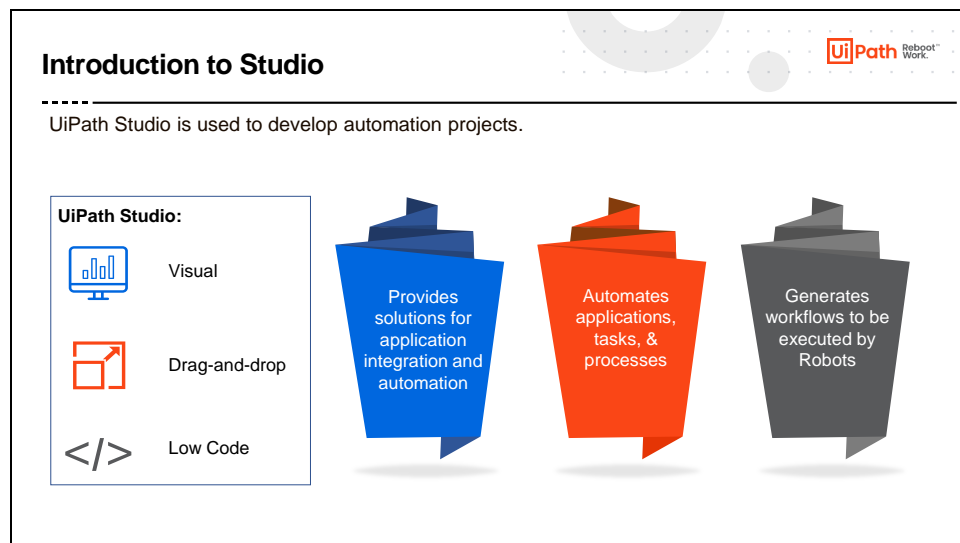 Introduction to Studio
UiPath Reboot™
Work.
UiPath Studio is used to develop automation projects.
UiPath Studio:
Visual
Drag-and-drop
</>
Low Code
Provides
solutions for
application
integration and
automation
Automates
applications,
tasks, &
processes
Generates
workflows to be
executed by
Robots